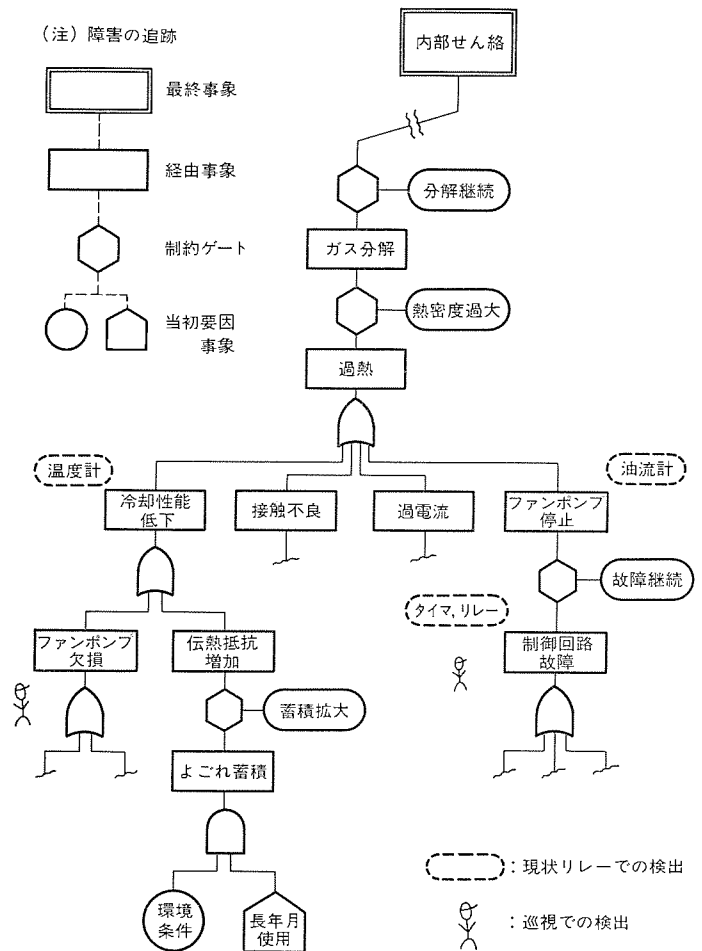 (注) 障害の追跡
最終事象
経由事象
制約ゲート
当初要因
事象
内部せん絡
分解継続
ガス分解
熱密度過大
過熱
温度計
油流計
冷却性能
低下
接触不良
過電流
ファンポンプ
停止
故障継続
タイマ,リレー
ファンポンプ
欠損
伝熱抵抗
増加
制御回路
故障
蓄積拡大
よごれ蓄積
環境
条件
長年月
使用
:現状リレーでの検出
:巡視での検出